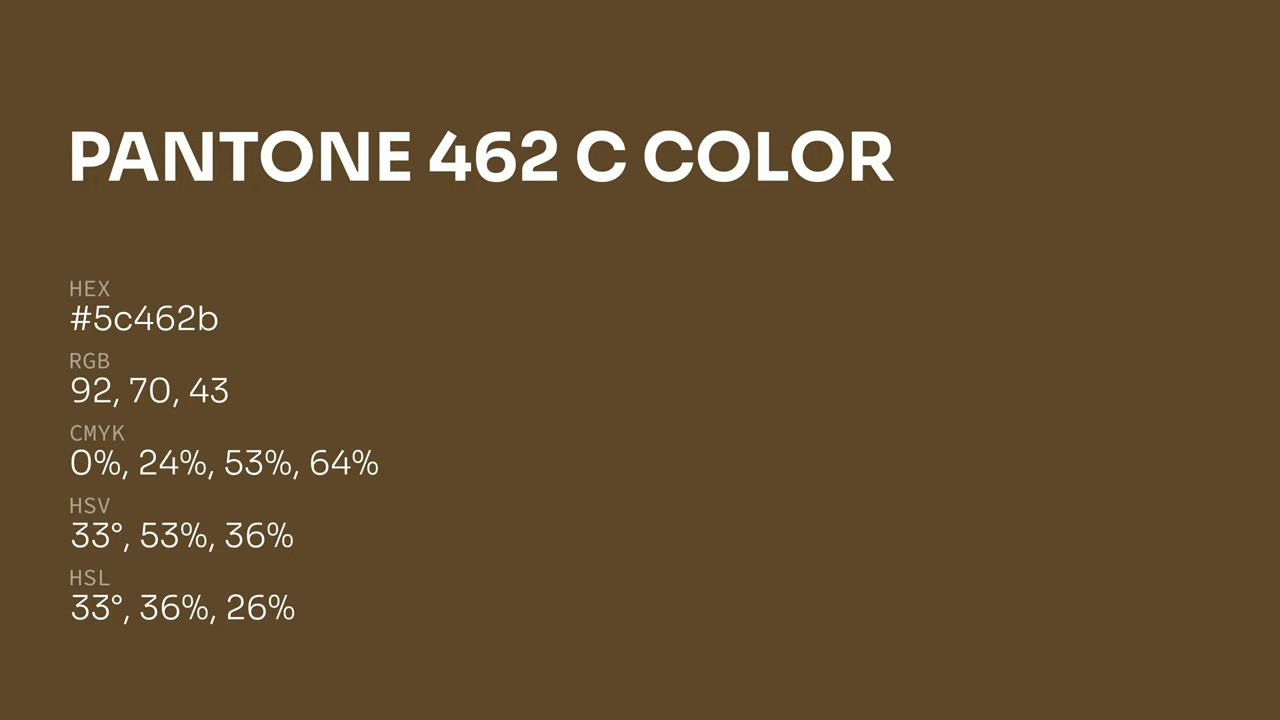 PANTONE 462 C COLOR
HEX
#5c462b
RGB
92, 70, 43
CMYK
0%, 24%, 53%, 64%
HSV
33°, 53%, 36%
HSL
33°, 36%, 26%